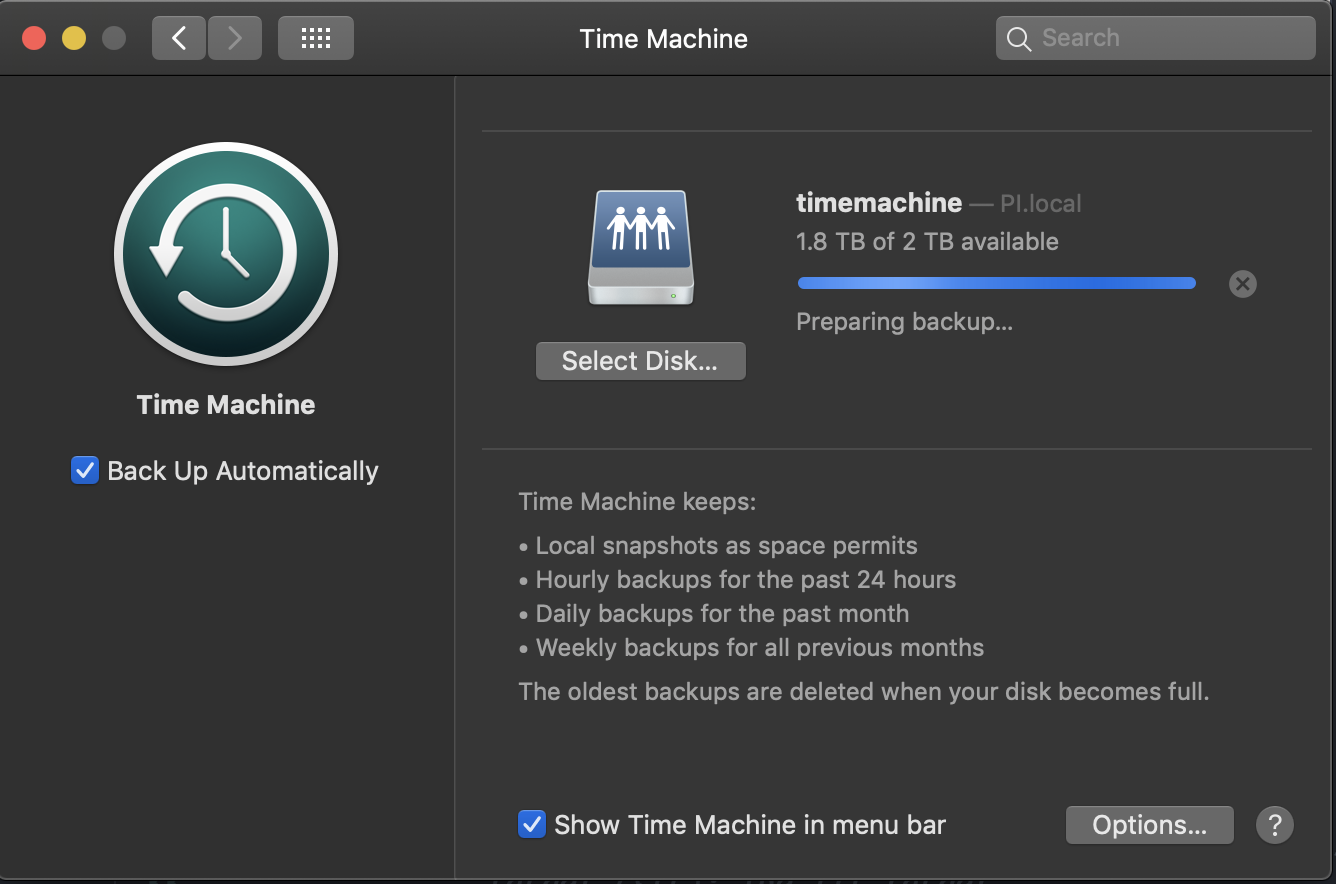 Time Machine
Search
Time Machine
Back Up Automatically
timemachine — PI.local
1.8 TB of 2 TB available
Preparing backup...
Select Disk...
Time Machine keeps:
• Local snapshots as space permits
• Hourly backups for the past 24 hours
• Daily backups for the past month
• Weekly backups for all previous months
The oldest backups are deleted when your disk becomes full.
Show Time Machine in menu bar
Options...
?